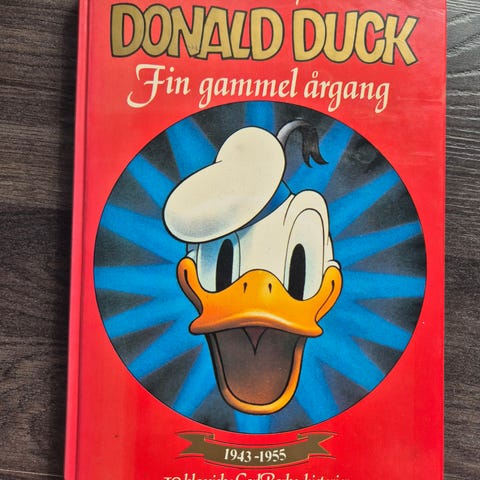 DONALD DUCK
Fin gammel årgang
1943-1955